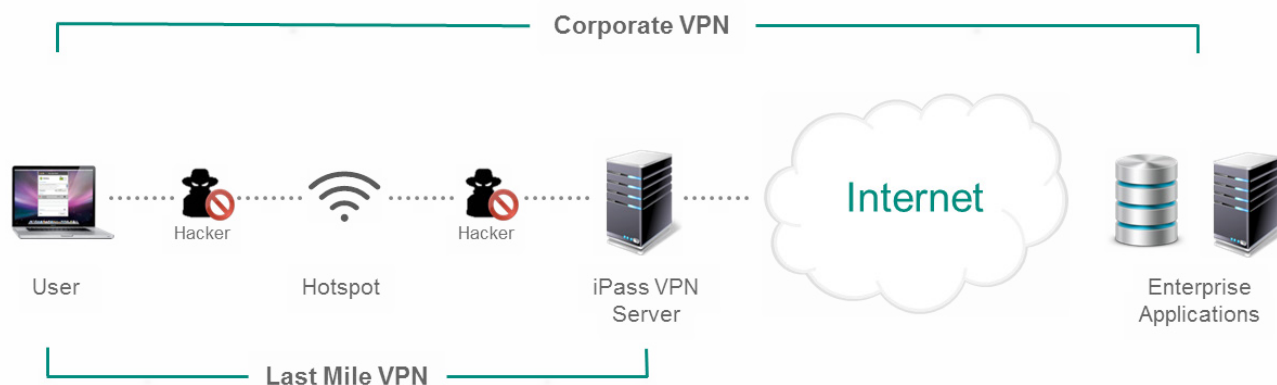 Corporate VPN
Internet
Hacker
Hacker
User
Hotspot
iPass VPN
Server
Enterprise
Applications
Last Mile VPN